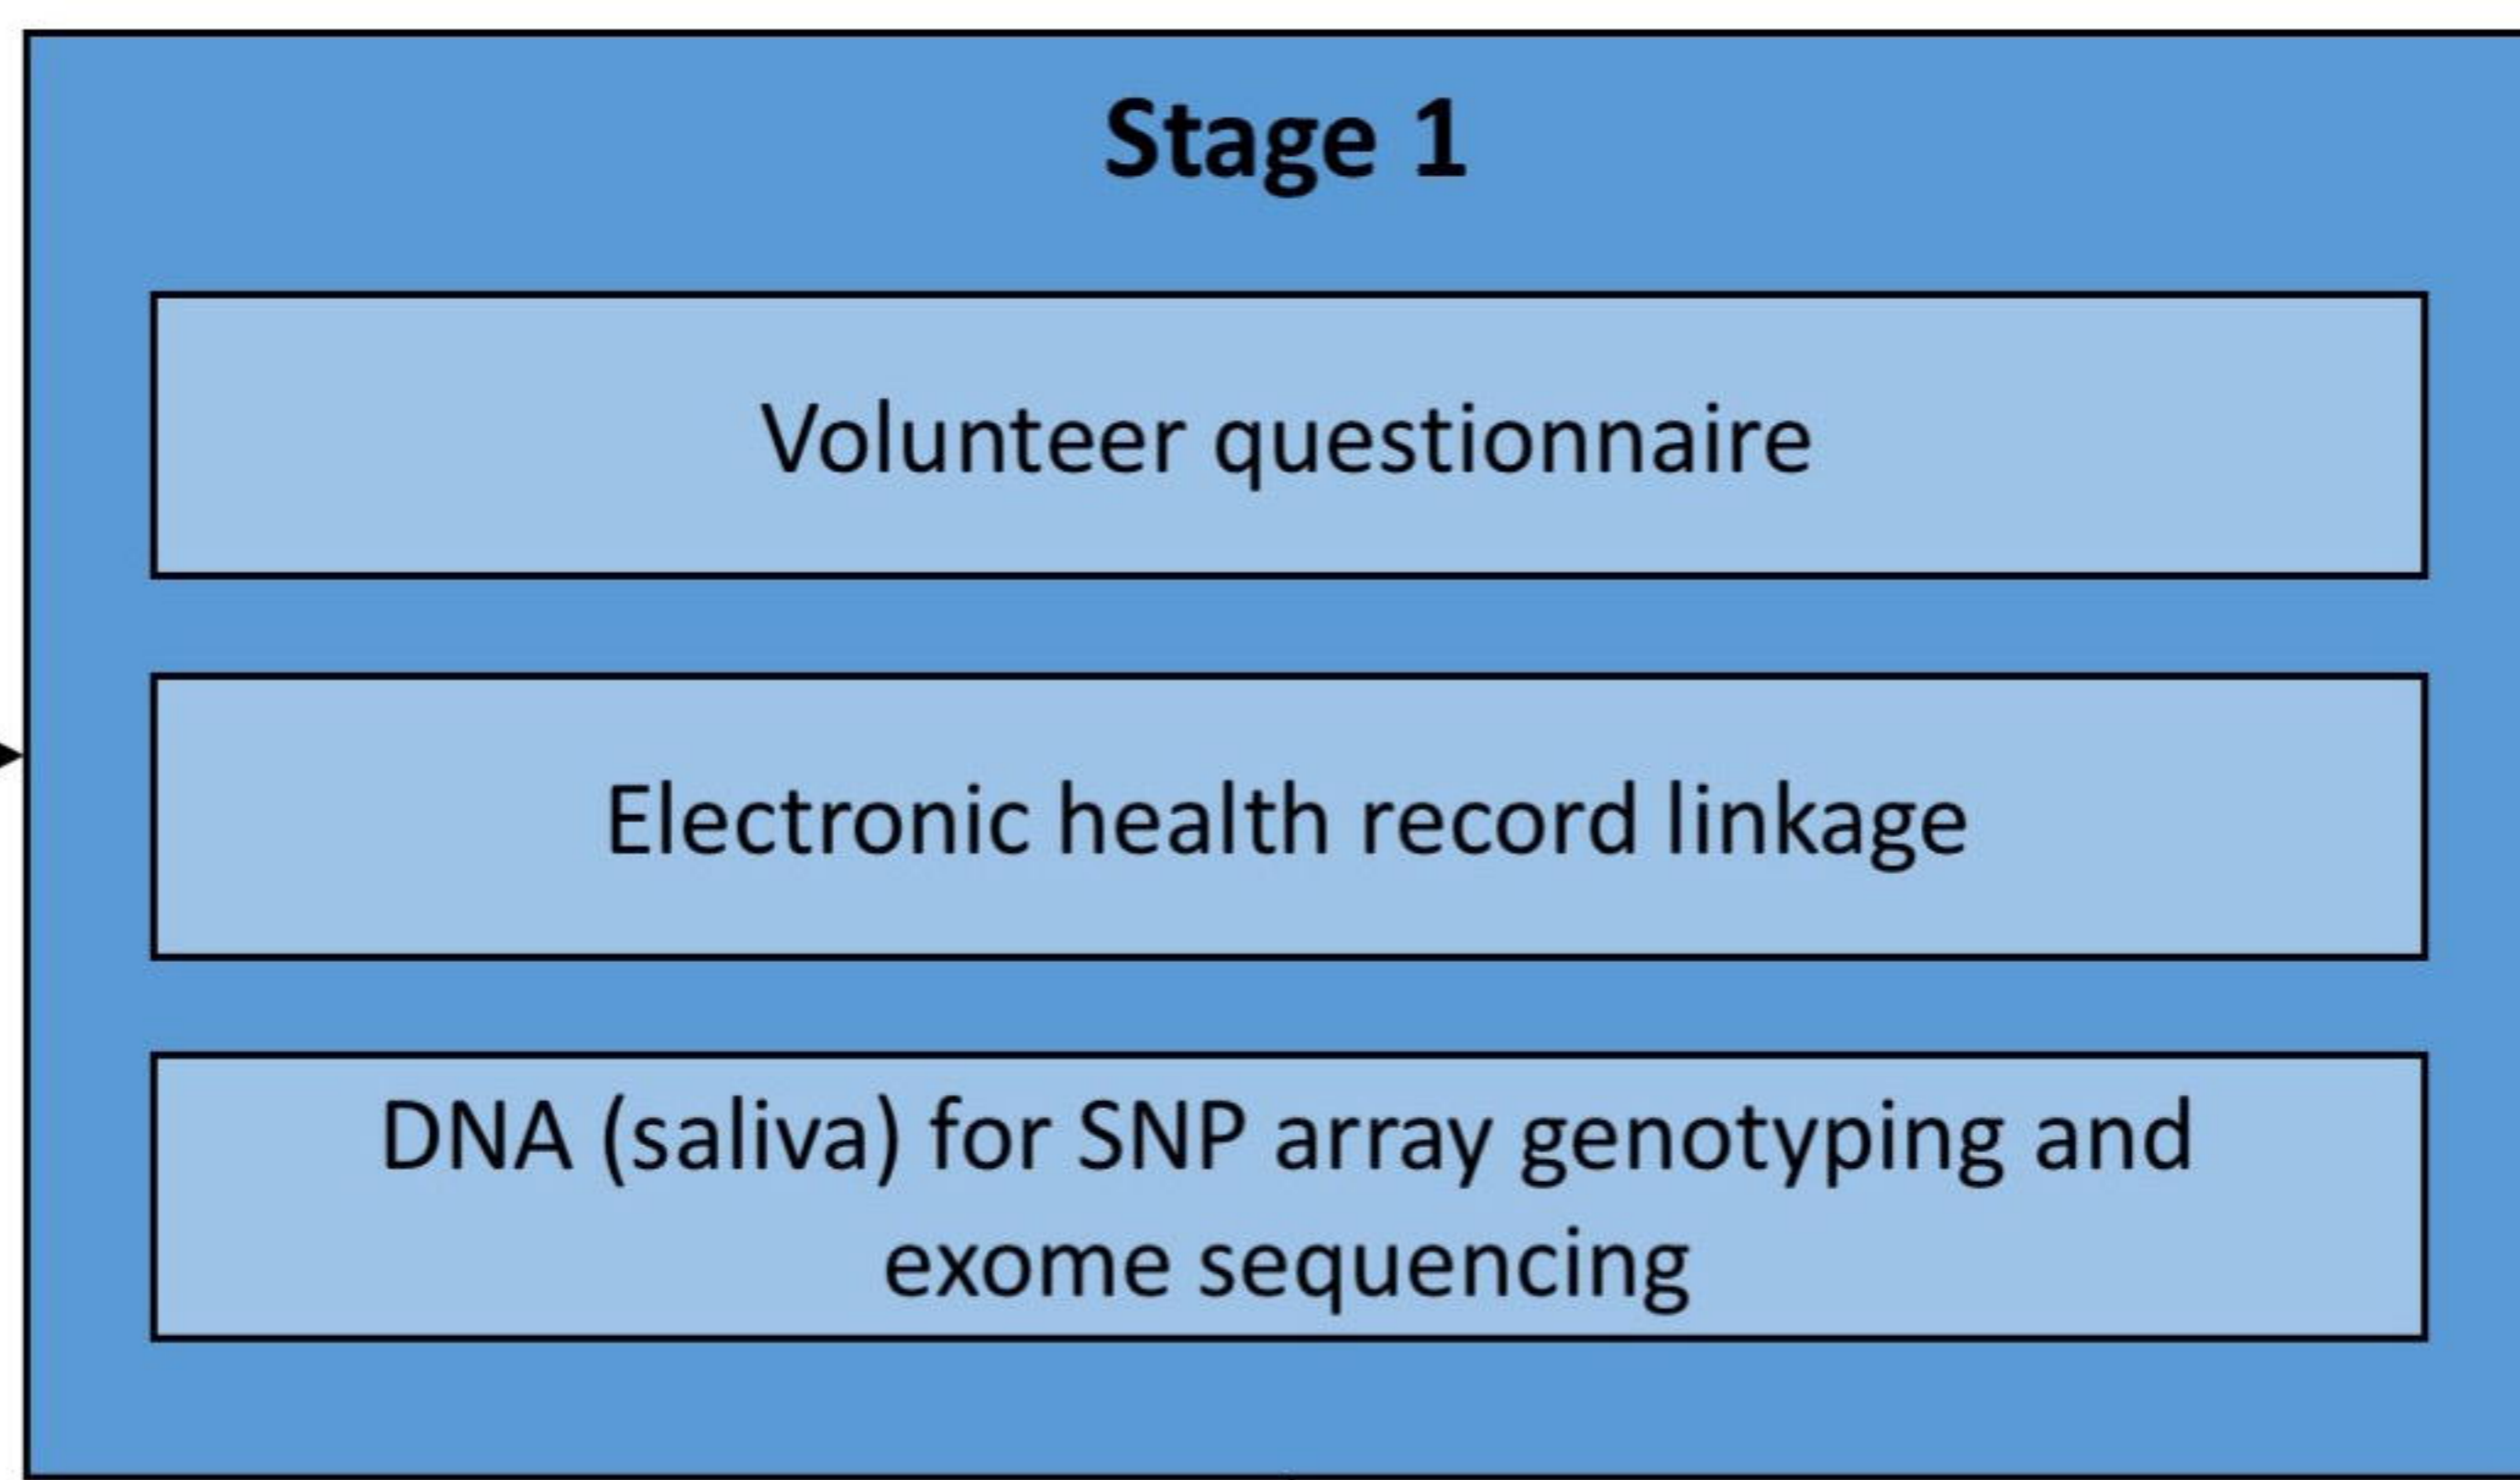 Stage 1
Volunteer questionnaire
Electronic health record linkage
DNA (saliva) for SNP array genotyping and
exome sequencing